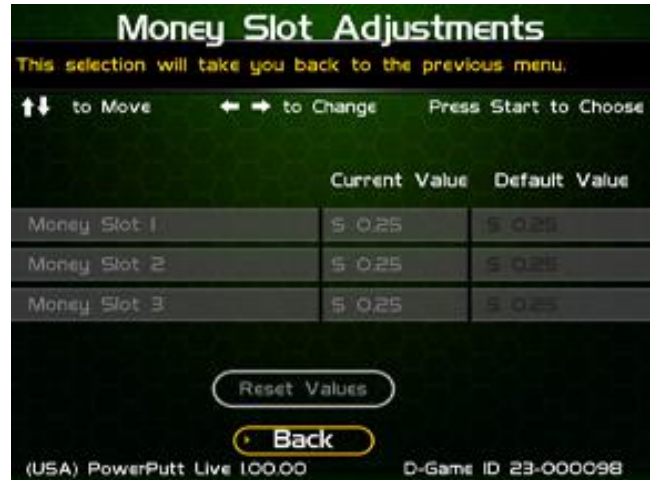 Money Slot Adjustments
This selection will take you back to the previous menu.
to Move to Change Press Start to Choose
Current Value Default Value
Money Slot 1 $ 0.25 $ 0.25
Money Slot 2 $ 0.25 $ 0.25
Money Slot 3 $ 0.25 $ 0.25
Reset Values
Back
(USA) PowerPutt Live 1.00.00 D-Game ID 23-000098